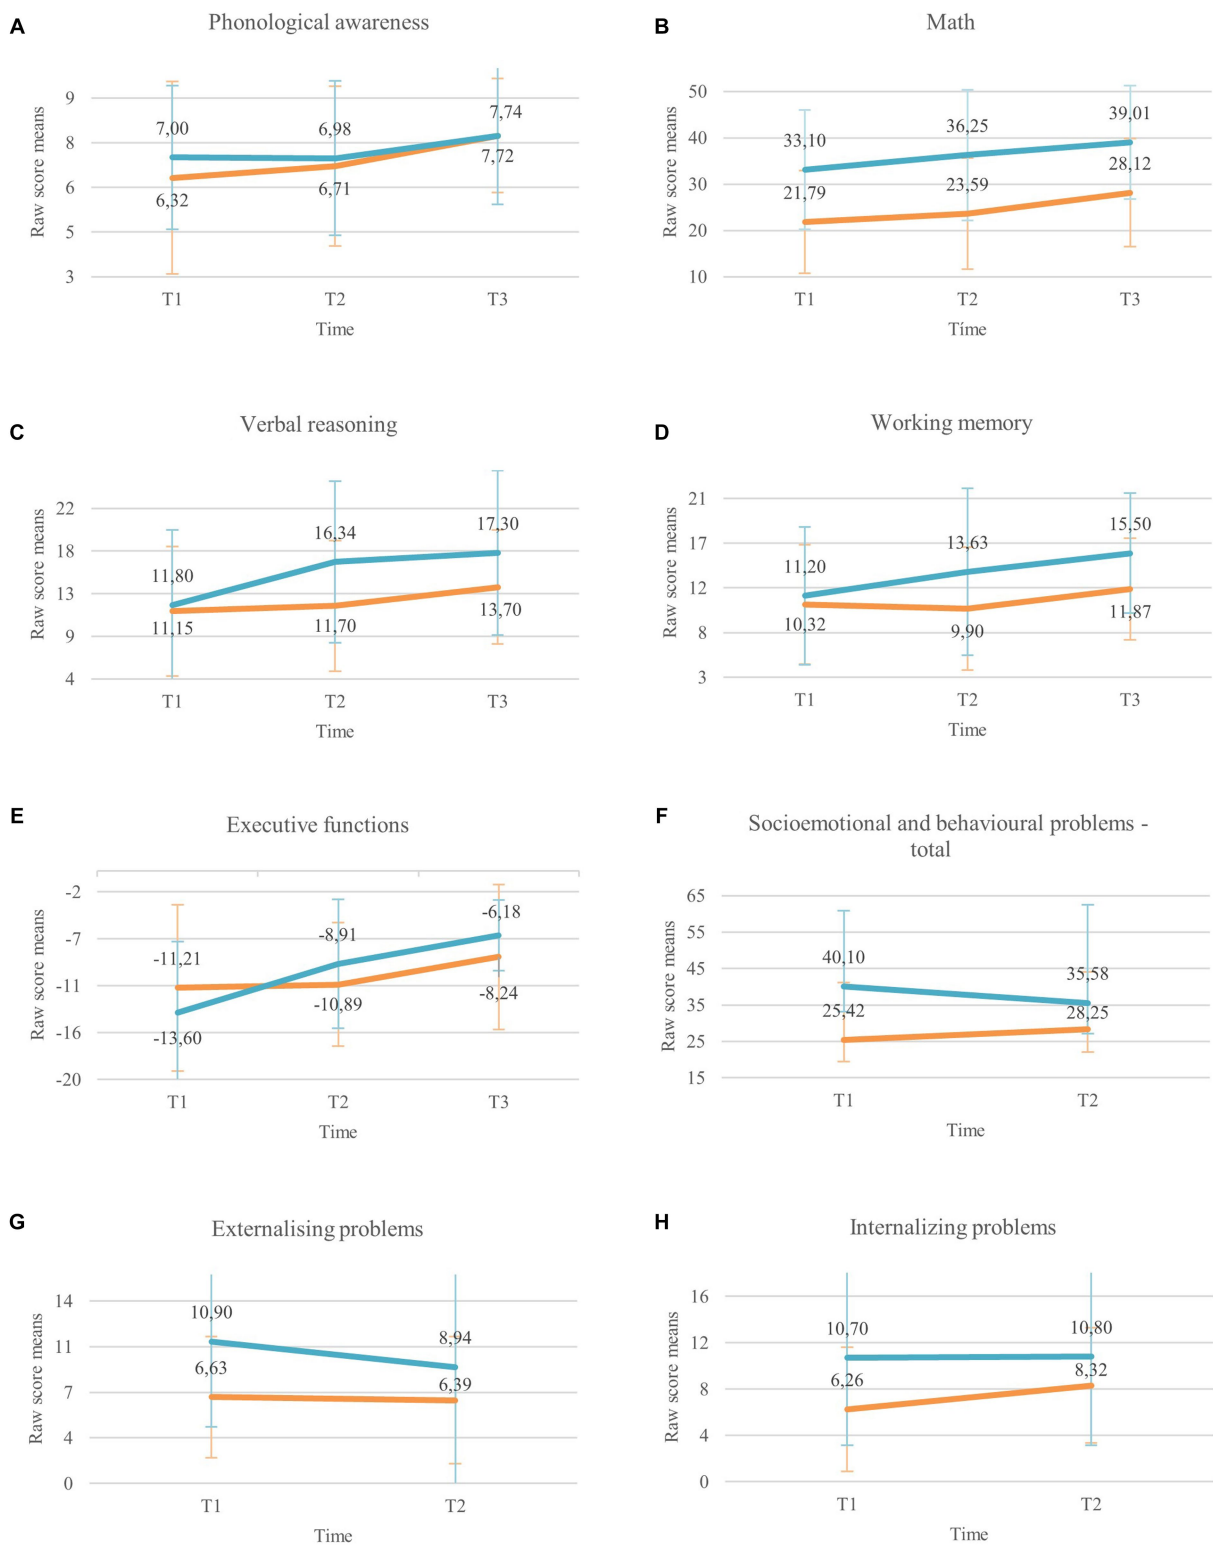 A
Phonological awareness
Raw score means
9
8
6
5
3
7,00
6,98
7,74
6,32
6,71
7,72
T1
T2
T3
Time
B
Math
Raw score means
50
40
30
20
10
33,10
36,25
39,01
21,79
23,59
28,12
T1
T2
T3
Tíme
C
Verbal reasoning
Raw score means
22
18
13
9
4
11,80
16,34
17,30
11,15
11,70
13,70
T1
T2
T3
Time
D
Working memory
Raw score means
21
17
12
8
3
11,20
13,63
15,50
10,32
9,90
11,87
T1
T2
T3
Time
E
Executive functions
Raw score means
-2
-7
-11
-16
-20
-11,21
-8,91
-6,18
-13,60
-10,89
-8,24
T1
T2
T3
Time
F
Socioemotional and behavioural problems -
total
Raw score means
65
55
45
35
25
15
40,10
35,58
25,42
28,25
T1
T2
Time
G
Externalising problems
Raw score means
14
11
7
4
0
10,90
8,94
6,63
6,39
T1
T2
Time
H
Internalizing problems
Raw score means
16
12
8
4
0
10,70
10,80
6,26
8,32
T1
T2
Time